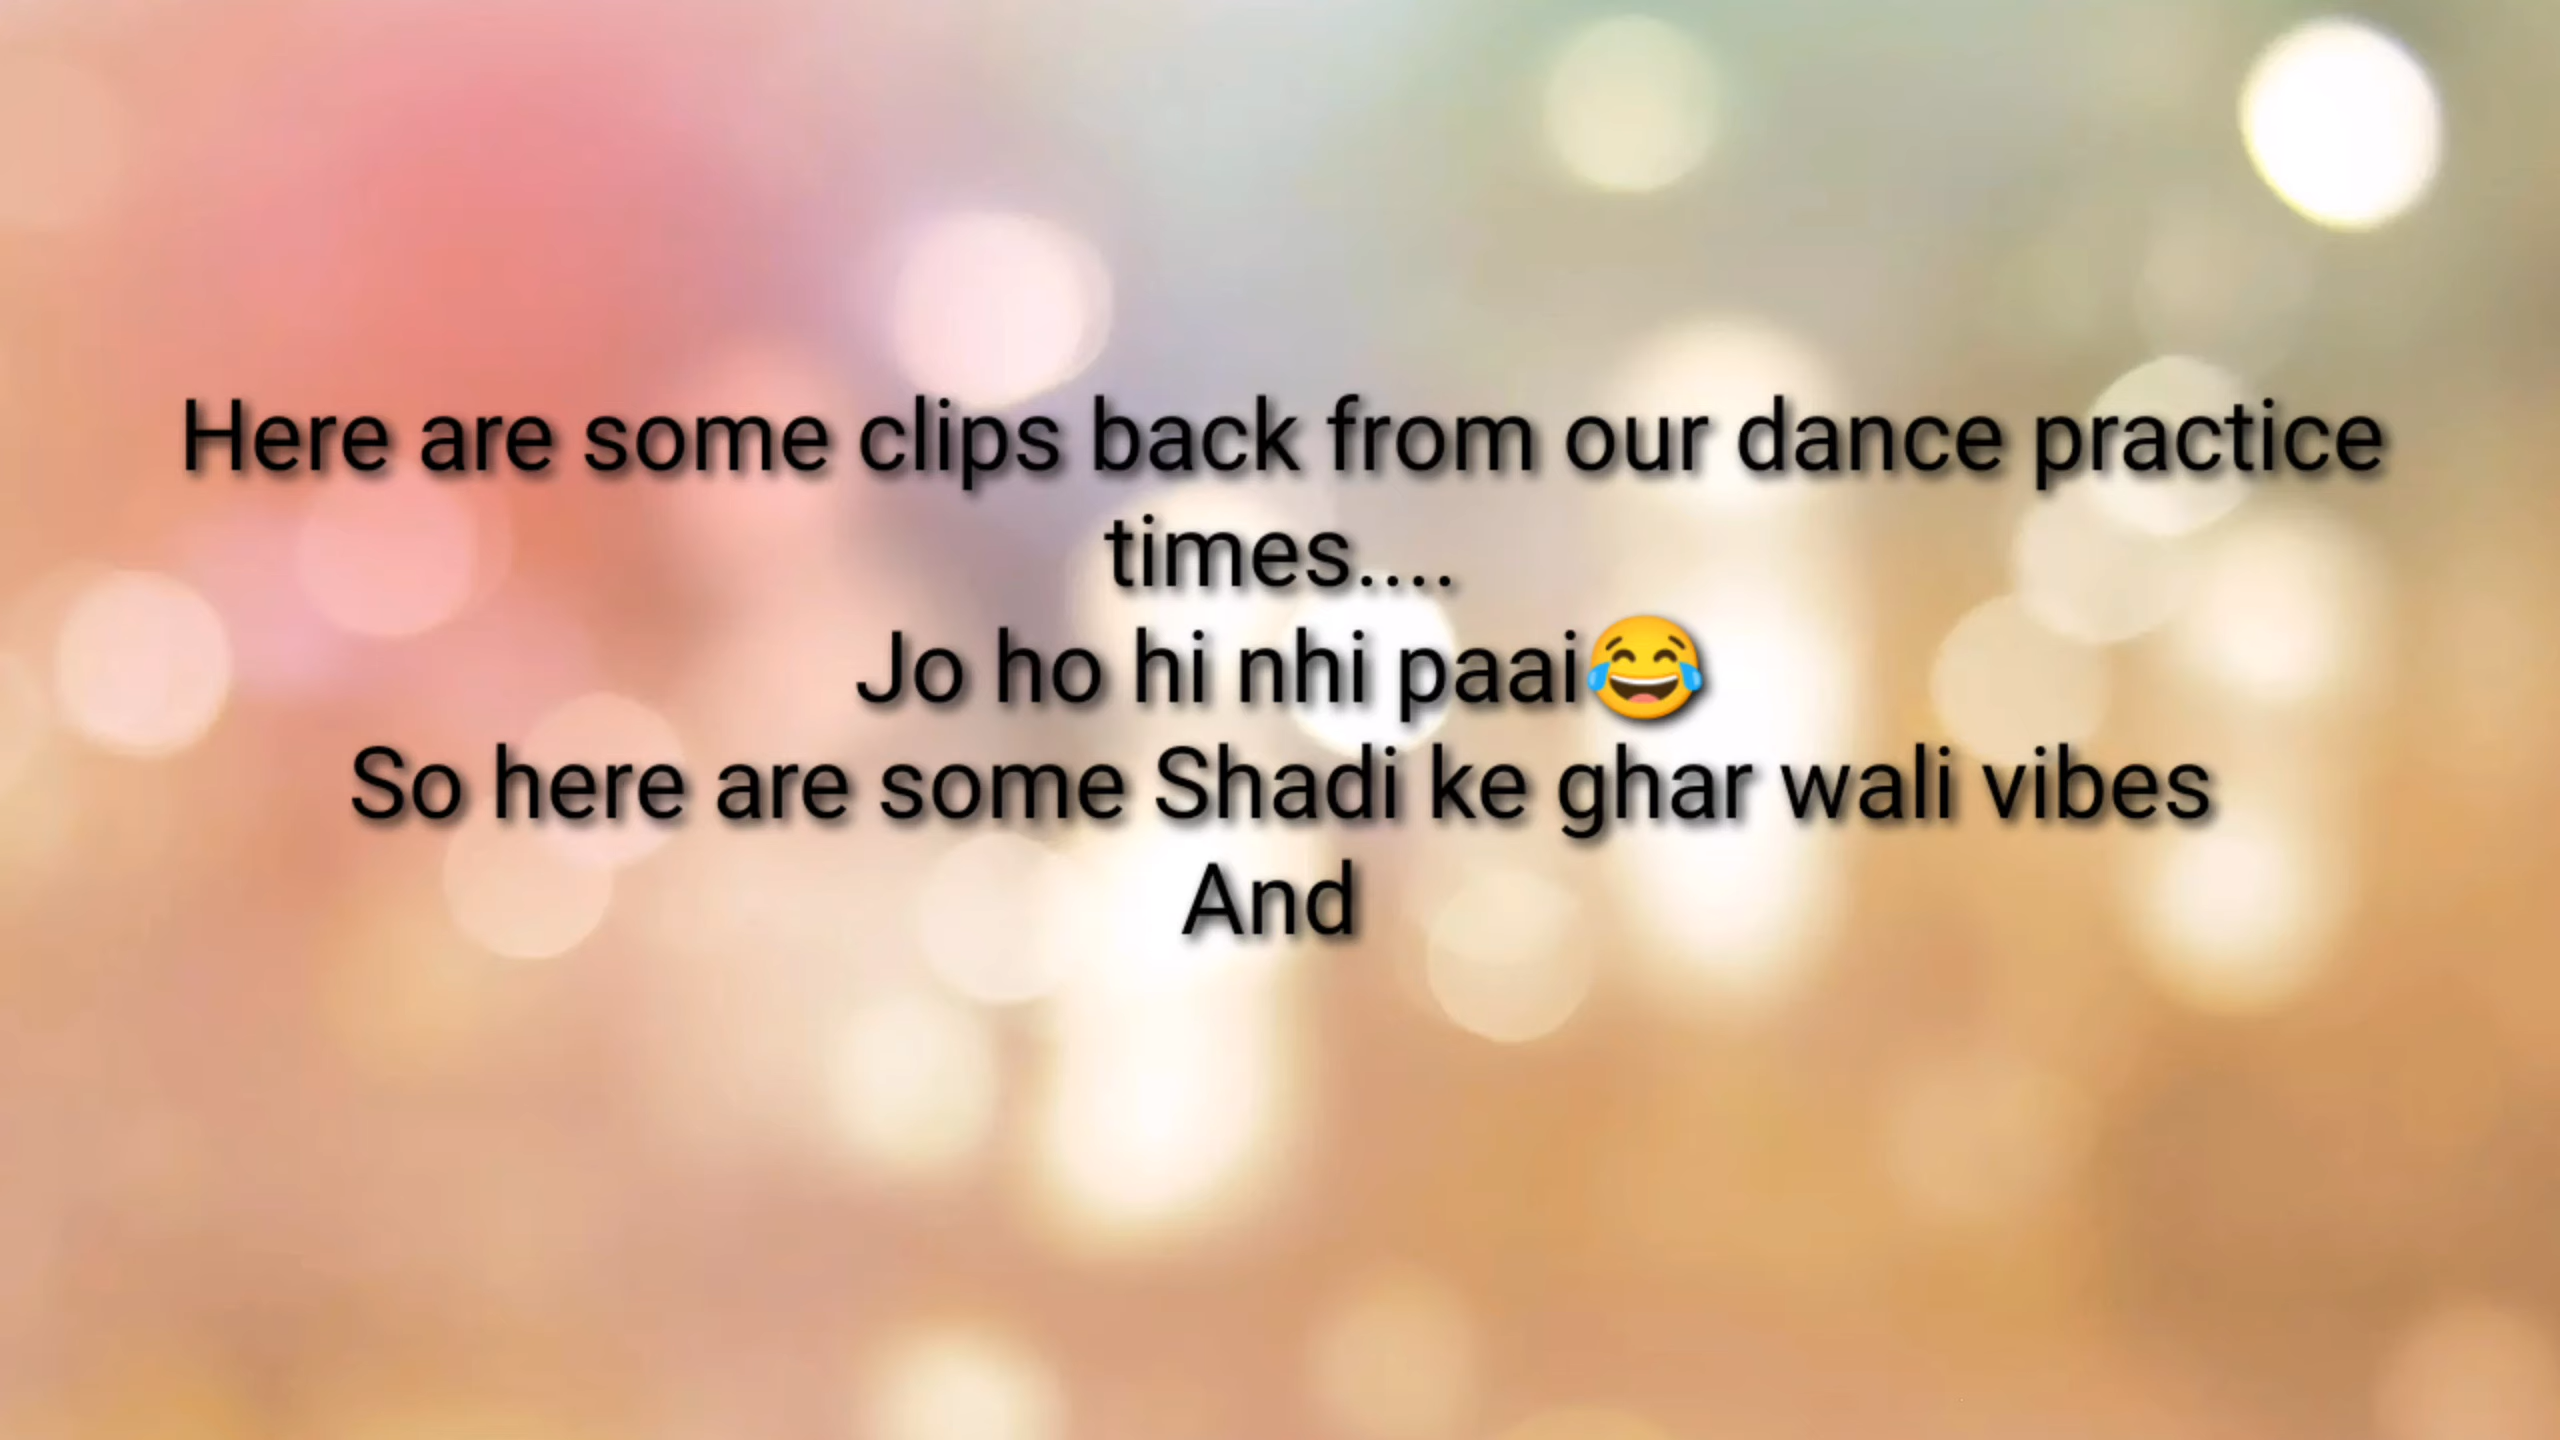 Here are some clips back from our dance practice
times....
Jo ho hi nhi paai😂
So here are some Shadi ke ghar wali vibes
And